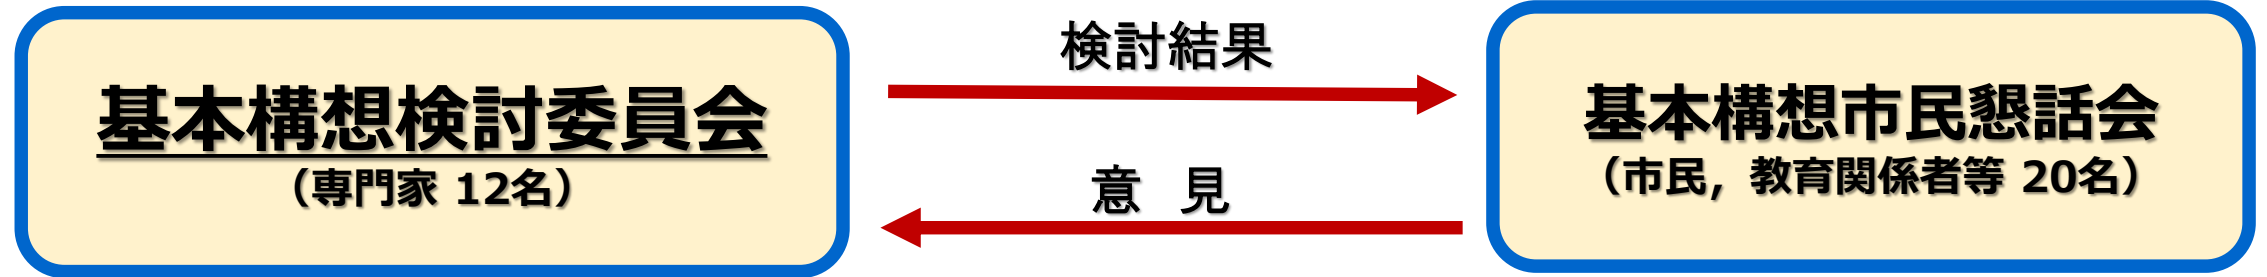 基本構想検討委員会
（専門家 12名）
検討結果
意　見
基本構想市民懇話会
（市民，教育関係者等 20名）